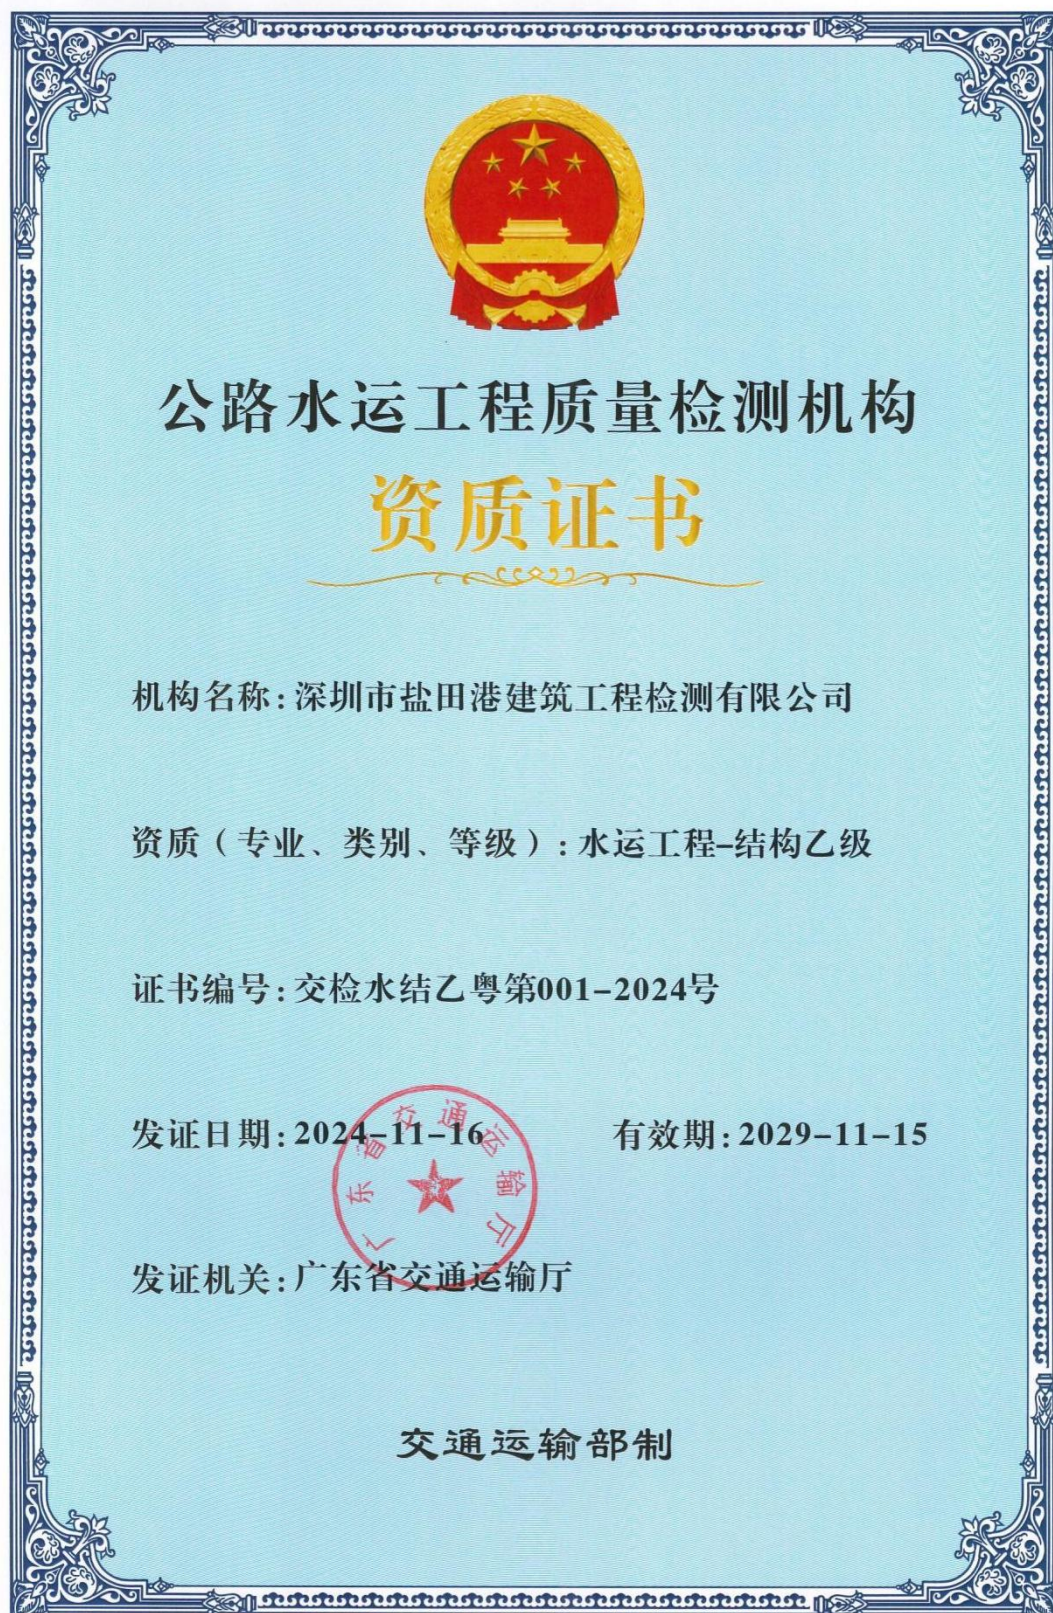 公路水运工程质量检测机构
资质证书
机构名称:深圳市盐田港建筑工程检测有限公司
资质(专业、类别、等级):水运工程-结构乙级
证书编号:交检水结乙粤第001-2024号
发证日期:2024-11-16 有效期:2029-11-15
广东省交通运输厅
发证机关:广东省交通运输厅
交通运输部制